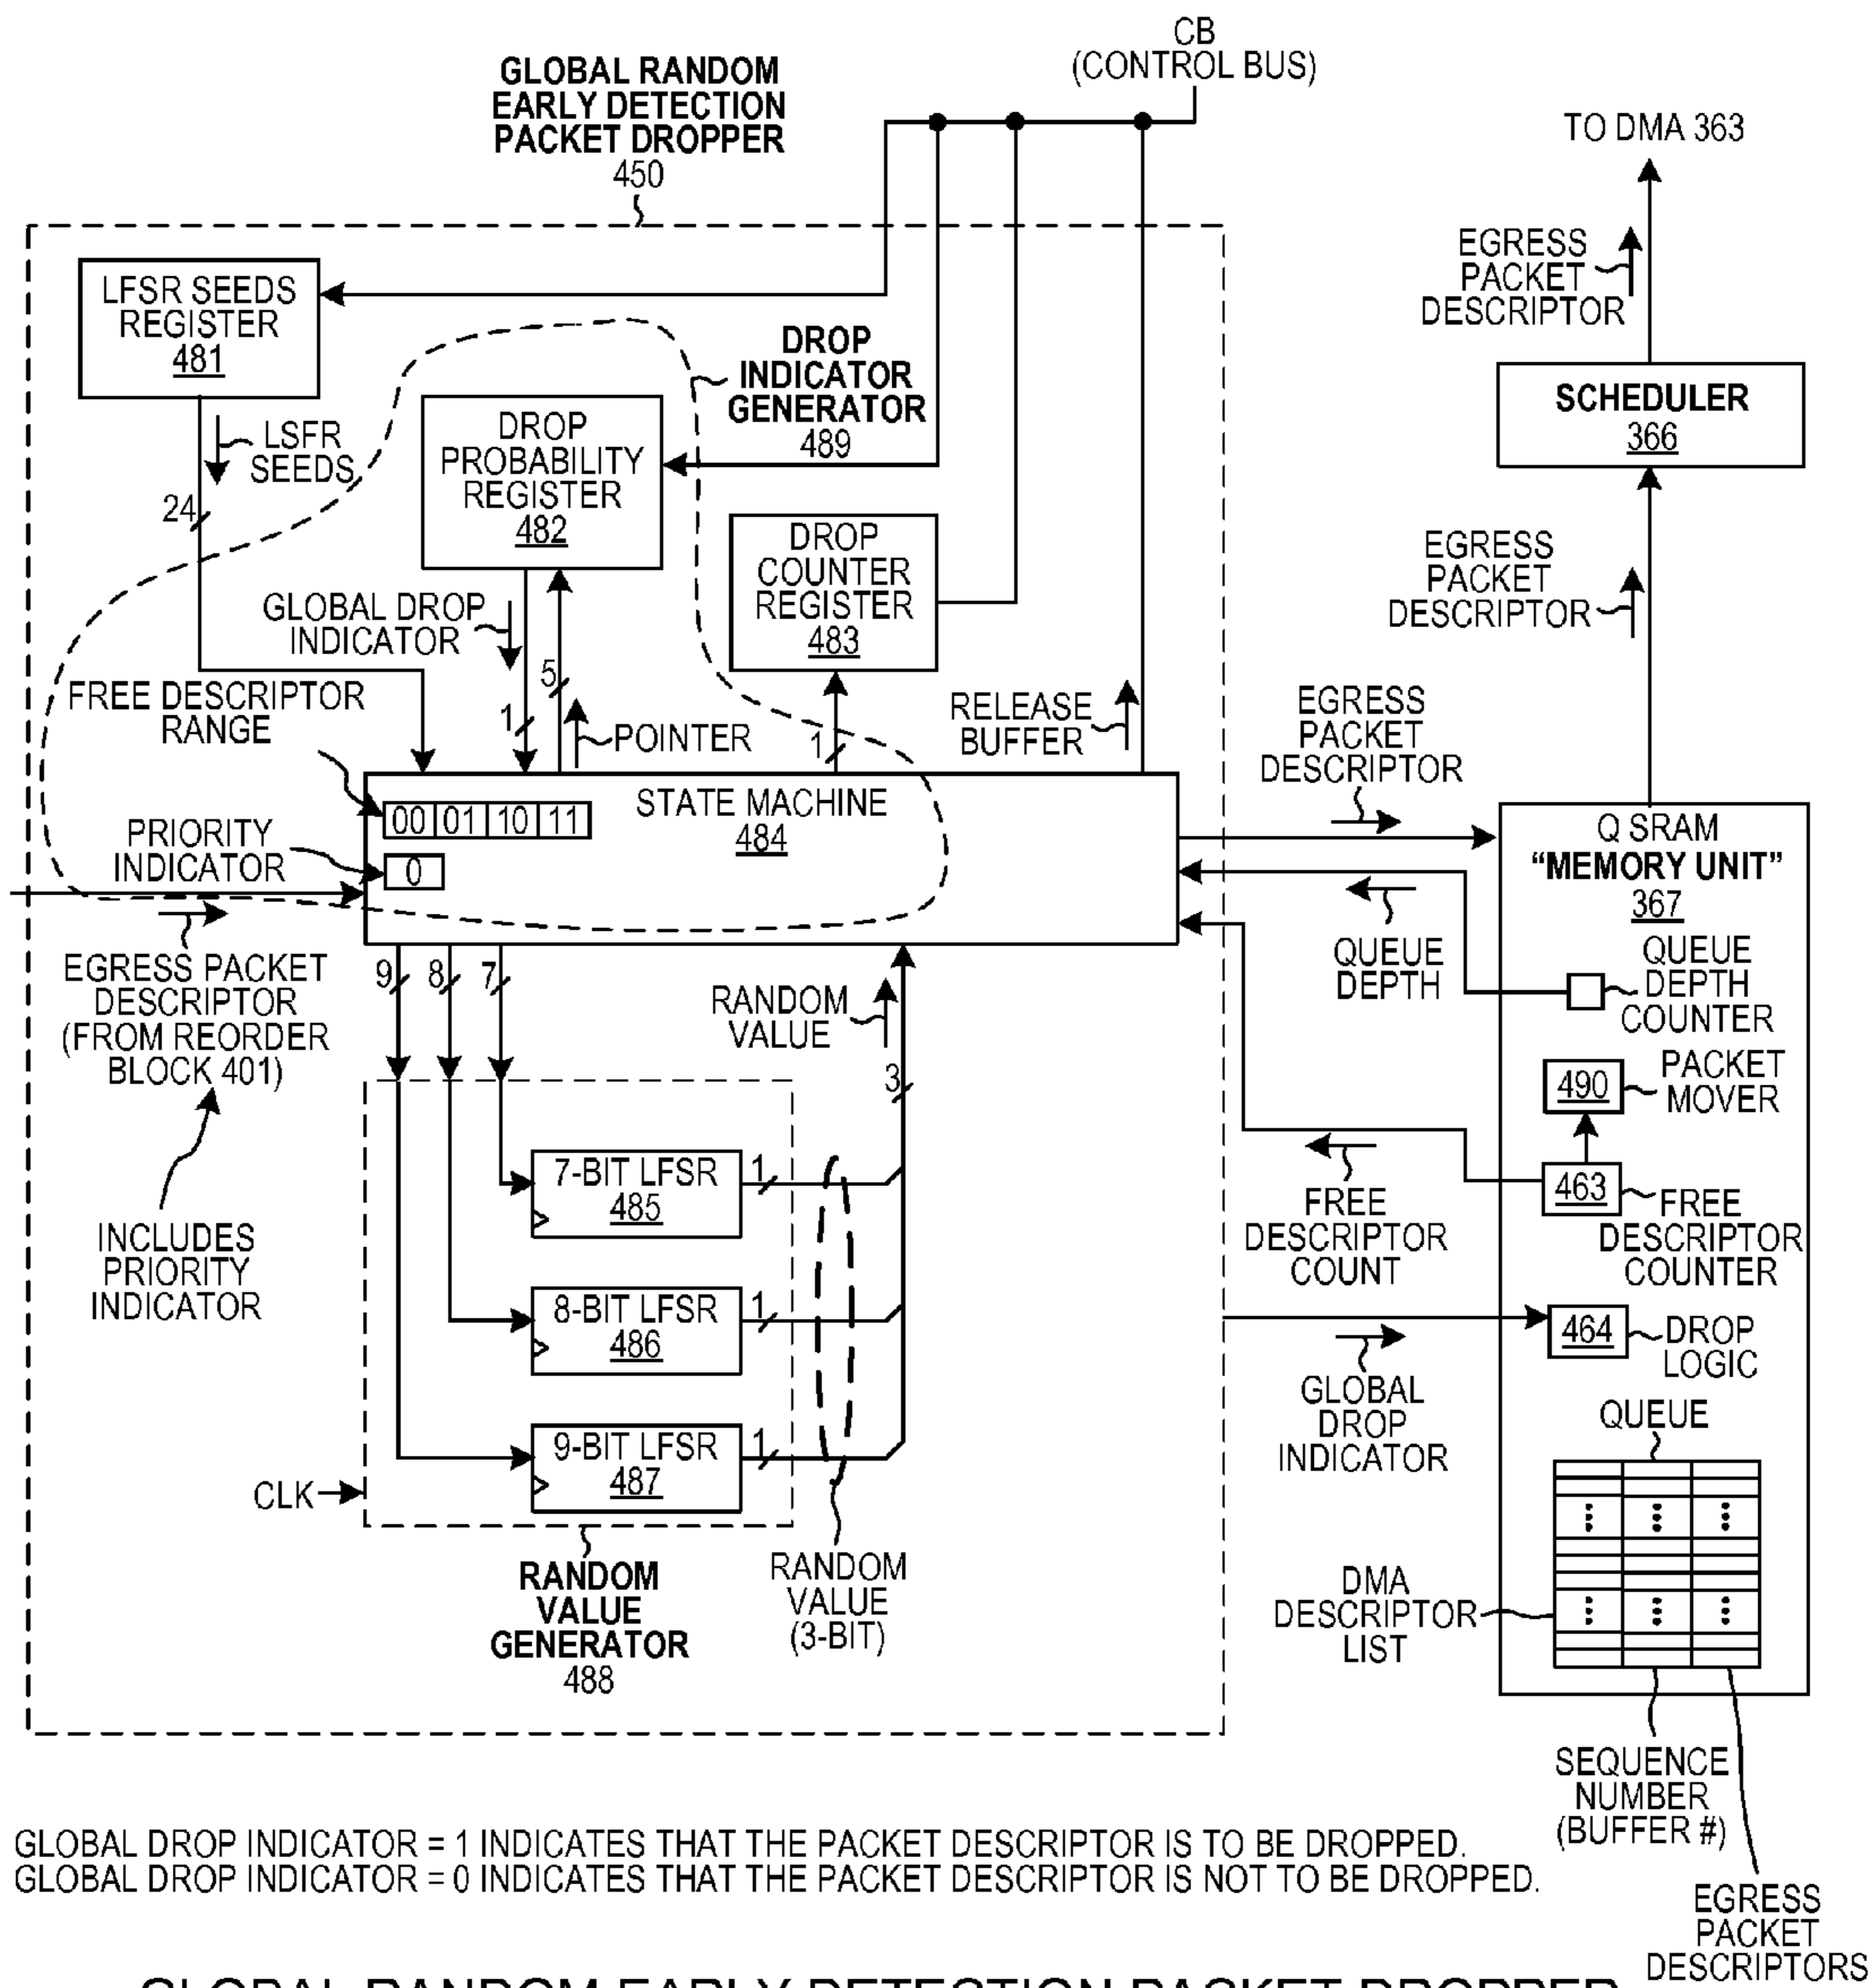 CB
(CONTROL BUS)
GLOBAL RANDOM
EARLY DETECTION
PACKET DROPPER
450
TO DMA 363
EGRESS
PACKET
DESCRIPTOR
LFSR SEEDS
REGISTER
481
DROP
INDICATOR
GENERATOR
489
SCHEDULER
366
LSFR
SEEDS
24
DROP
PROBABILITY
REGISTER
482
DROP
COUNTER
REGISTER
483
EGRESS
PACKET
DESCRIPTOR
GLOBAL DROP
INDICATOR
5
1
POINTER
1
RELEASE
BUFFER
FREE DESCRIPTOR
RANGE
EGRESS
PACKET
DESCRIPTOR
00 01 10 11
STATE MACHINE
484
PRIORITY
INDICATOR
0
Q SRAM
“MEMORY UNIT”
367
QUEUE
DEPTH
QUEUE
DEPTH
COUNTER
EGRESS PACKET
DESCRIPTOR
(FROM REORDER
BLOCK 401)
9
8
7
RANDOM
VALUE
3
490
PACKET
MOVER
INCLUDES
PRIORITY
INDICATOR
7-BIT LFSR
485
1
FREE
DESCRIPTOR
COUNT
463
FREE
DESCRIPTOR
COUNTER
8-BIT LFSR
486
1
464
DROP
LOGIC
GLOBAL
DROP
INDICATOR
9-BIT LFSR
487
1
CLK
QUEUE
RANDOM
VALUE
GENERATOR
488
RANDOM
VALUE
(3-BIT)
DMA
DESCRIPTOR
LIST
SEQUENCE
NUMBER
(BUFFER #)
EGRESS
PACKET
DESCRIPTORS
GLOBAL DROP INDICATOR = 1 INDICATES THAT THE PACKET DESCRIPTOR IS TO BE DROPPED.
GLOBAL DROP INDICATOR = 0 INDICATES THAT THE PACKET DESCRIPTOR IS NOT TO BE DROPPED.
GLOBAL RANDOM EARLY DETECTION PACKET DROPPER